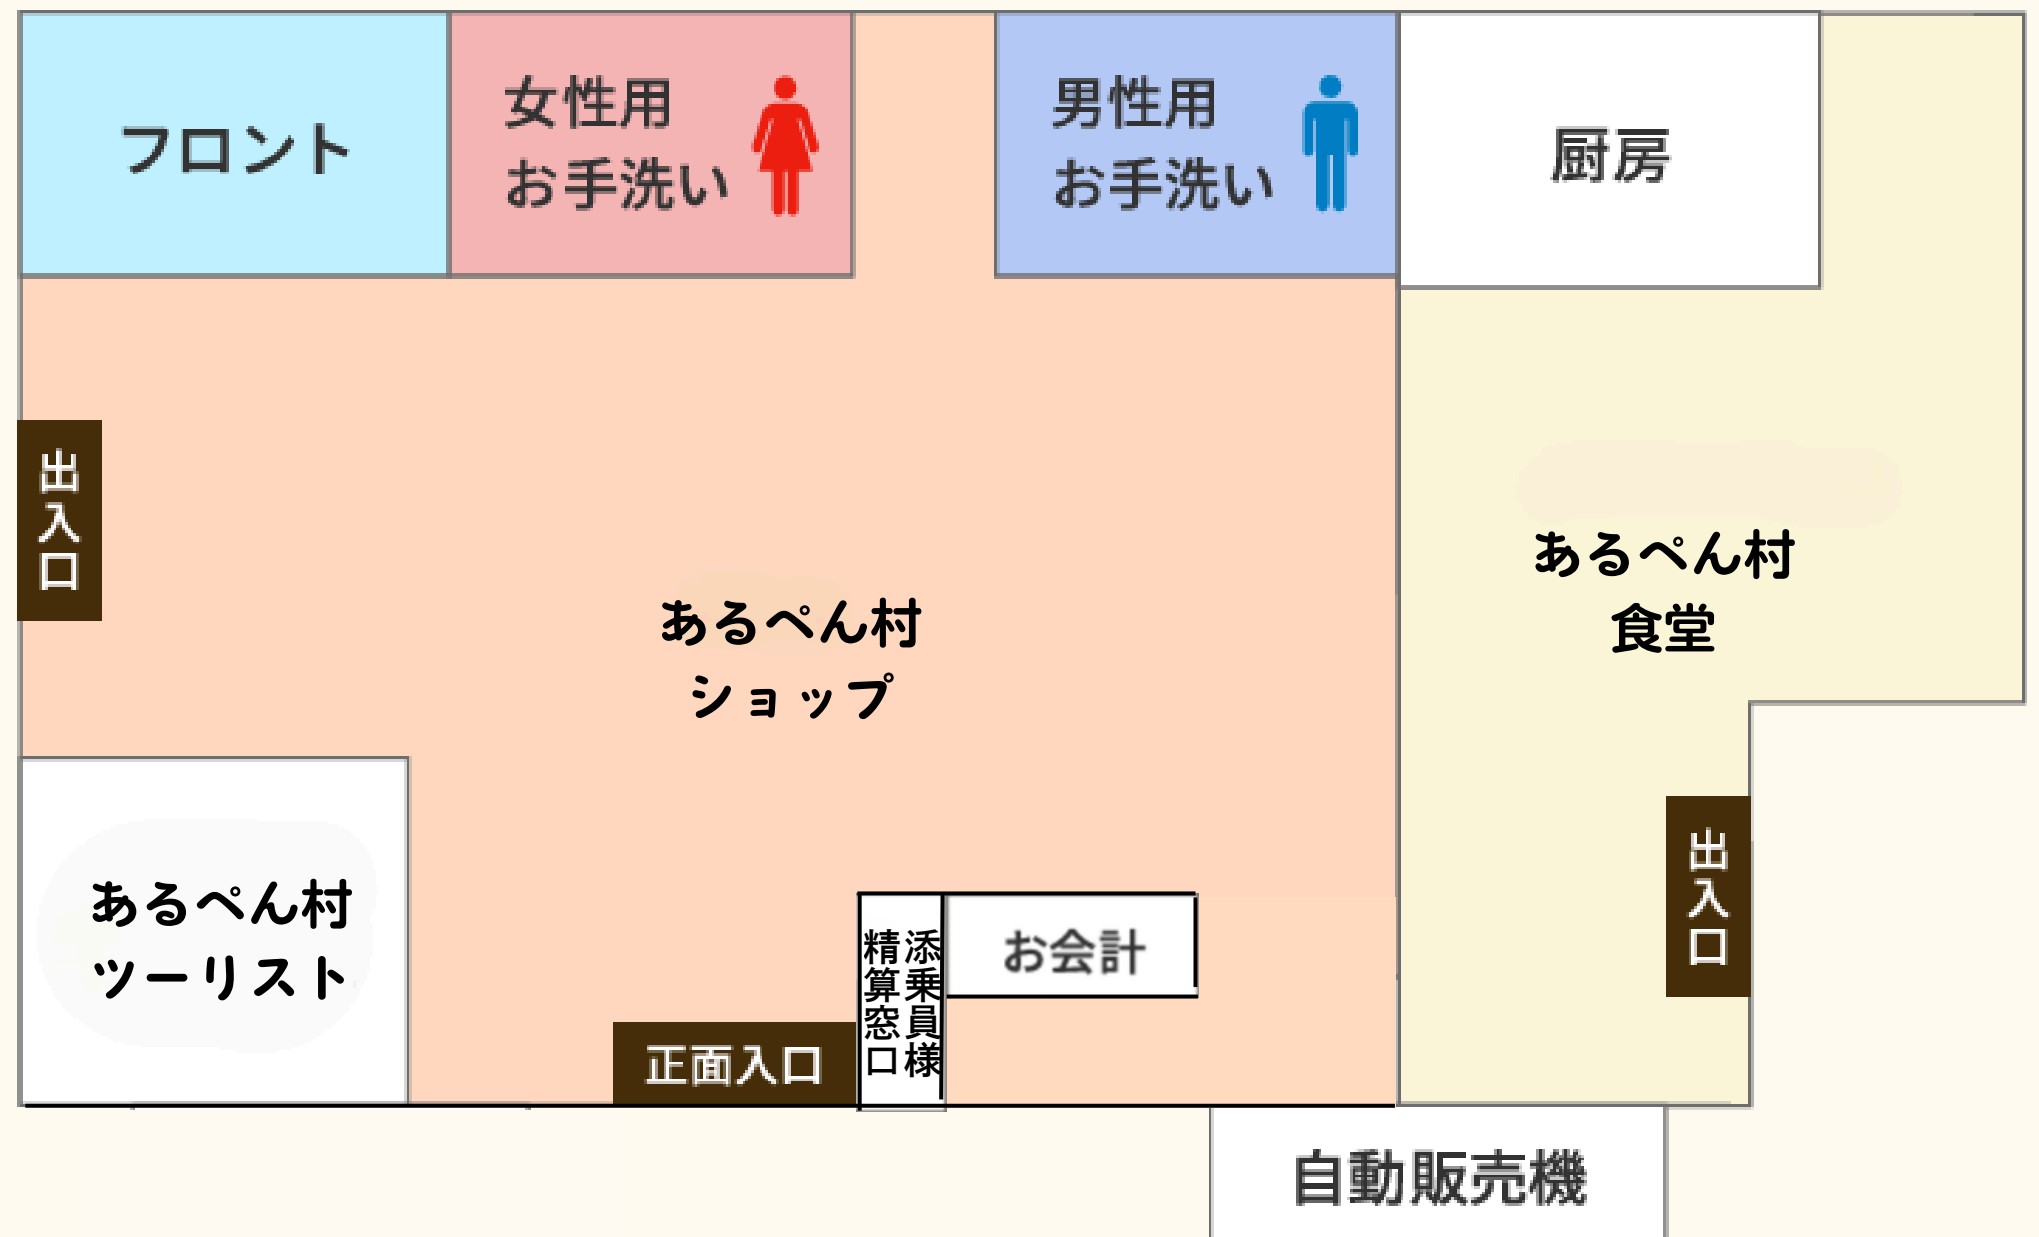 フロント
女性用
お手洗い
男性用
お手洗い
厨房
出入口
あるぺん村
ショップ
あるぺん村
食堂
あるぺん村
ツーリスト
正面入口
添乗員様
精算窓口
お会計
出入口
自動販売機